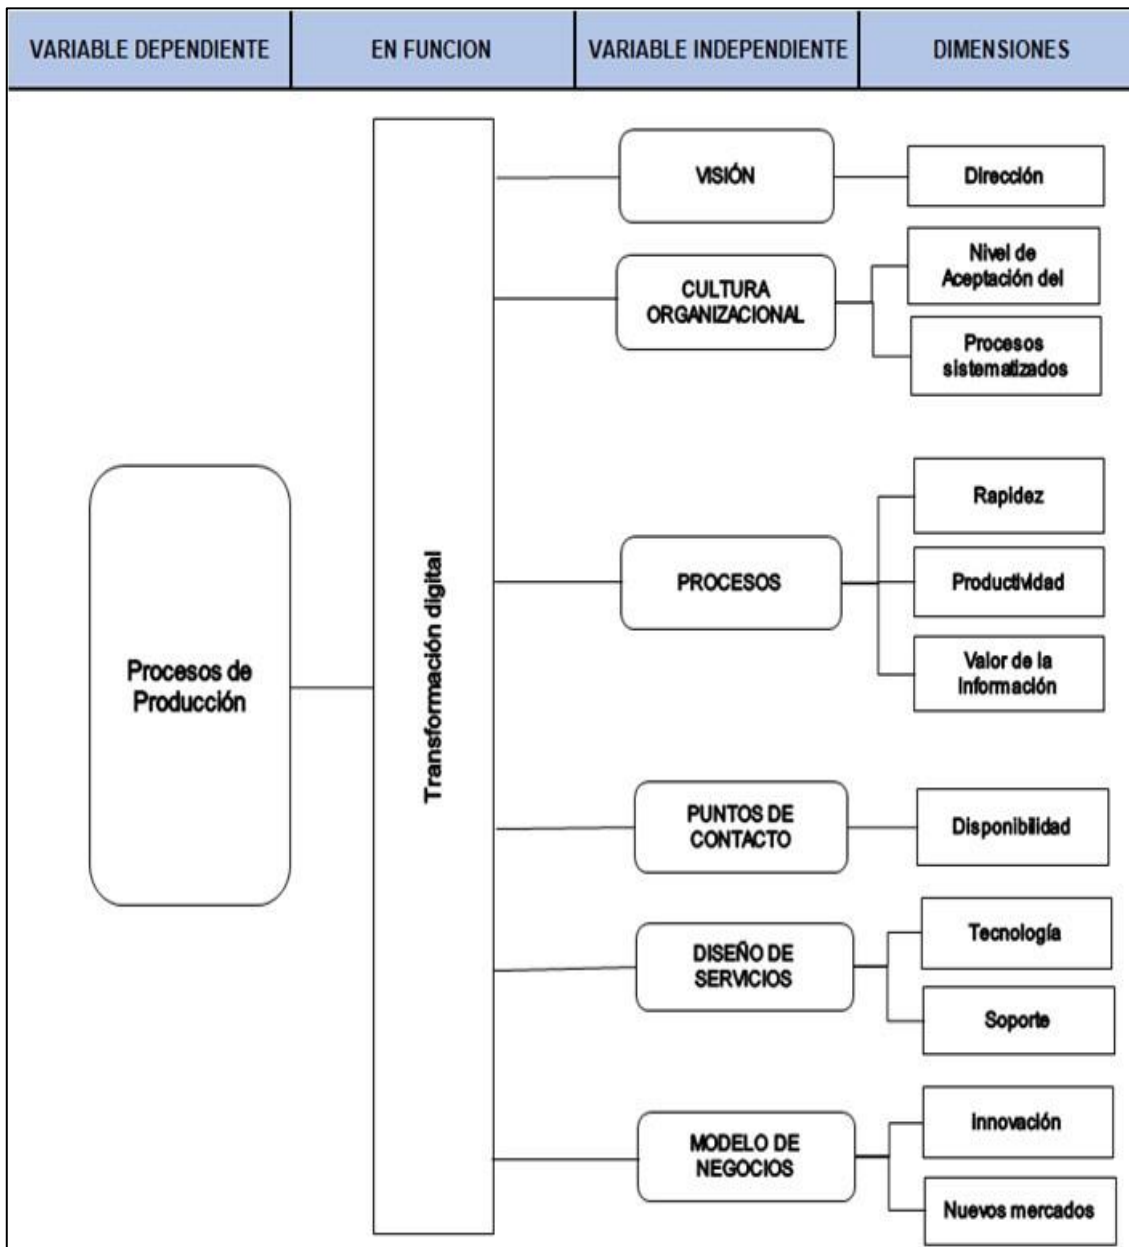 VARIABLE DEPENDIENTE
EN FUNCION
VARIABLE INDEPENDIENTE
DIMENSIONES
Procesos de
Producción
Transformación digital
VISIÓN
Dirección
CULTURA
ORGANIZACIONAL
Nivel de
Aceptación del
Procesos
sistematizados
PROCESOS
Rapidez
Productividad
Valor de la
Información
PUNTOS DE
CONTACTO
Disponibilidad
DISEÑO DE
SERVICIOS
Tecnología
Soporte
MODELO DE
NEGOCIOS
Innovación
Nuevos mercados